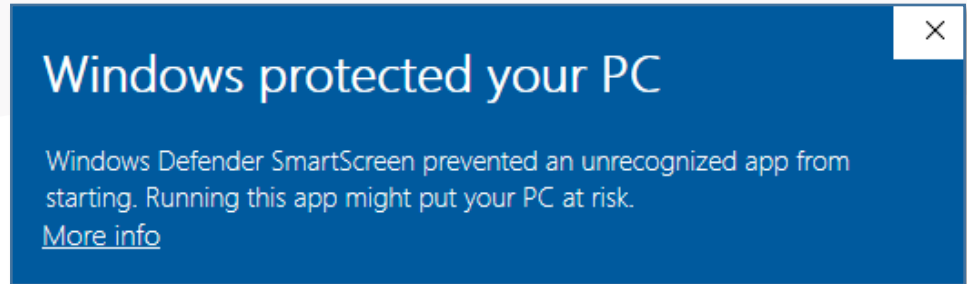 Windows protected your PC
Windows Defender SmartScreen prevented an unrecognized app from
starting. Running this app might put your PC at risk.
More info